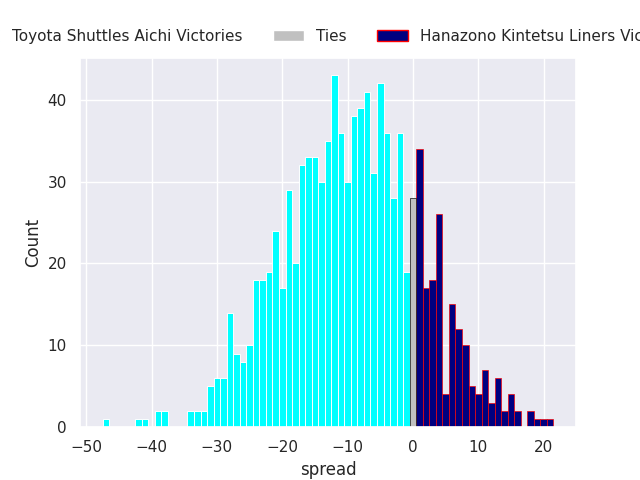 Toyota Shuttles Aichi Victories Ties Hanazono Kintetsu Liners
Count
40
30
20
10
0
−50 −40 −30 −20 −10 0 10 20
spread